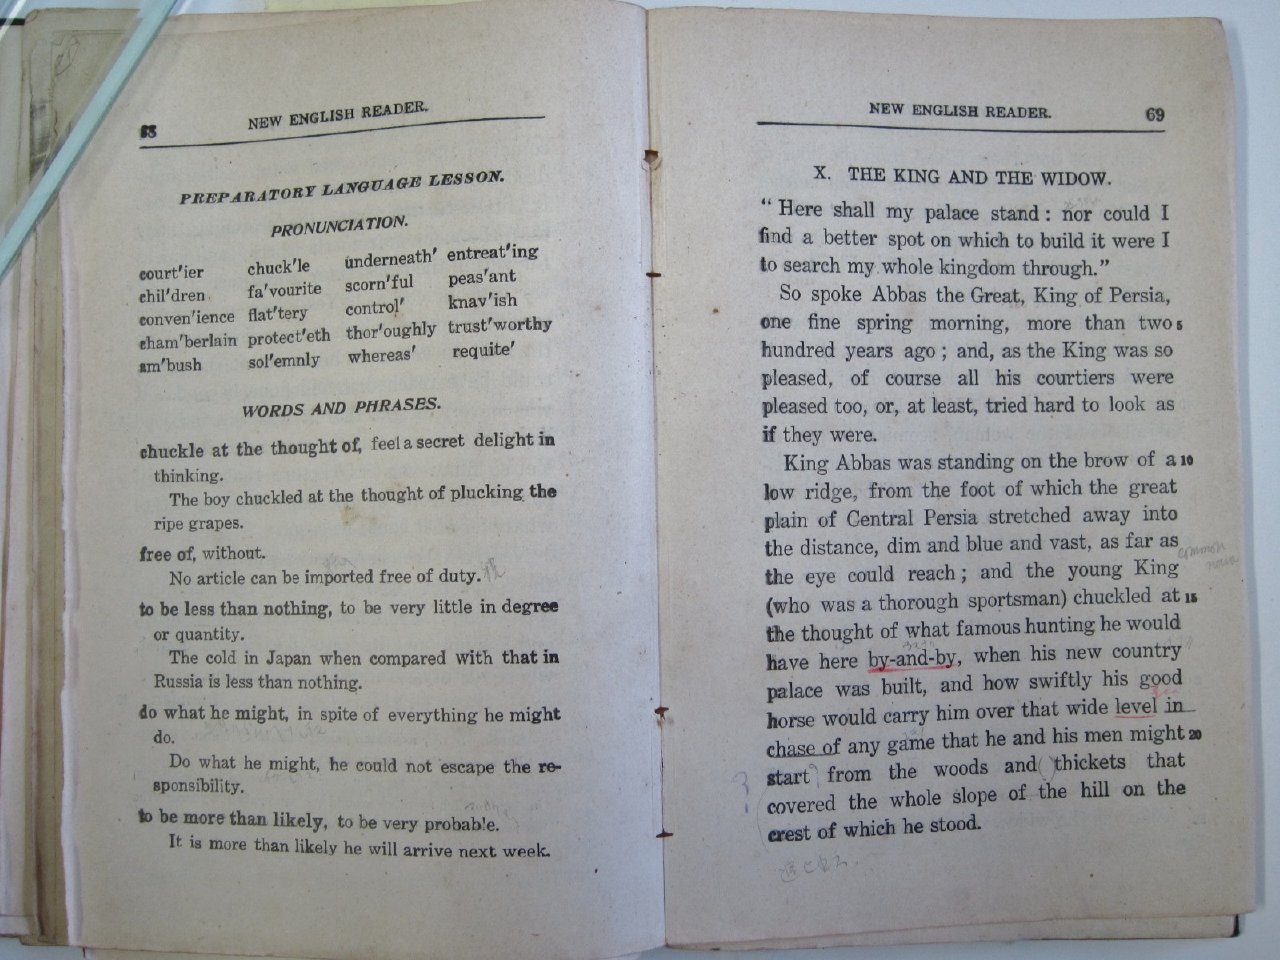 68
NEW ENGLISH READER.
PREPARATORY LANGUAGE LESSON.
PRONUNCIATION.
court'ier chuck'le underneath' entreat'ing
chil'dren fa'vourite scorn'ful peas'ant
conven'ience flat'tery control' knav'ish
cham'berlain protect'eth thor'oughly trust'worthy
am'bush sol'emnly whereas' requite'
WORDS AND PHRASES.
chuckle at the thought of, feel a secret delight in
thinking.
The boy chuckled at the thought of plucking the
ripe grapes.
free of, without.
No article can be imported free of duty.
to be less than nothing, to be very little in degree
or quantity.
The cold in Japan when compared with that in
Russia is less than nothing.
do what he might, in spite of everything he might
do.
Do what he might, he could not escape the re-
sponsibility.
to be more than likely, to be very probable.
It is more than likely he will arrive next week.
NEW ENGLISH READER.
69
X. THE KING AND THE WIDOW.
"Here shall my palace stand : nor could I
find a better spot on which to build it were I
to search my whole kingdom through."
So spoke Abbas the Great, King of Persia,
one fine spring morning, more than two 5
hundred years ago ; and, as the King was so
pleased, of course all his courtiers were
pleased too, or, at least, tried hard to look as
if they were.
King Abbas was standing on the brow of a 10
low ridge, from the foot of which the great
plain of Central Persia stretched away into
the distance, dim and blue and vast, as far as
common
noun
the eye could reach ; and the young King
(who was a thorough sportsman) chuckled at 15
the thought of what famous hunting he would
have here by-and-by, when his new country
palace was built, and how swiftly his good
horse would carry him over that wide level in
chase of any game that he and his men might 20
start from the woods and thickets that
covered the whole slope of the hill on the
crest of which he stood.